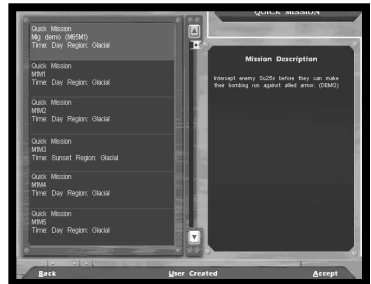 QUICK MISSION
Quick Mission
Mig demo (M65M1)
Time: Day Region: Glacial
Quick Mission
M1M1
Time: Day Region: Glacial
Quick Mission
M1M2
Time: Day Region: Glacial
Quick Mission
M1M3
Time: Sunset Region: Glacial
Quick Mission
M1M4
Time: Day Region: Glacial
Quick Mission
M1M5
Time: Day Region: Glacial
Mission Description
Intercept enemy Su25s before they can make
their bombing run against allied armor. (DEMO)
Back
User Created
Accept